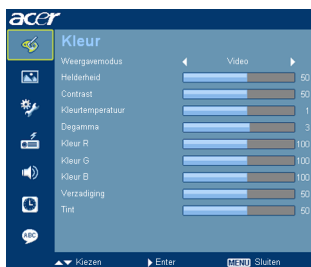 acer
Kleur
Weergavemodus Video
Helderheid 50
Contrast 50
Kleurtemperatuur 1
Degamma 3
Kleur R 100
Kleur G 100
Kleur B 100
Verzadiging 50
Tint 50
ABC
Kiezen Enter MENU Sluiten